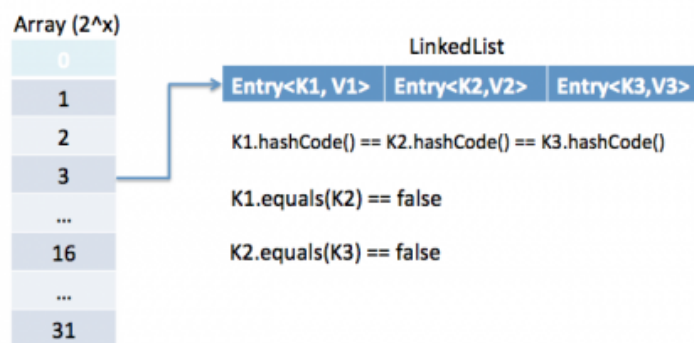 Array (2^x)
0
1
2
3
...
16
...
31
LinkedList
Entry<K1, V1> Entry<K2,V2> Entry<K3,V3>
K1.hashCode() == K2.hashCode() == K3.hashCode()
K1.equals(K2) == false
K2.equals(K3) == false